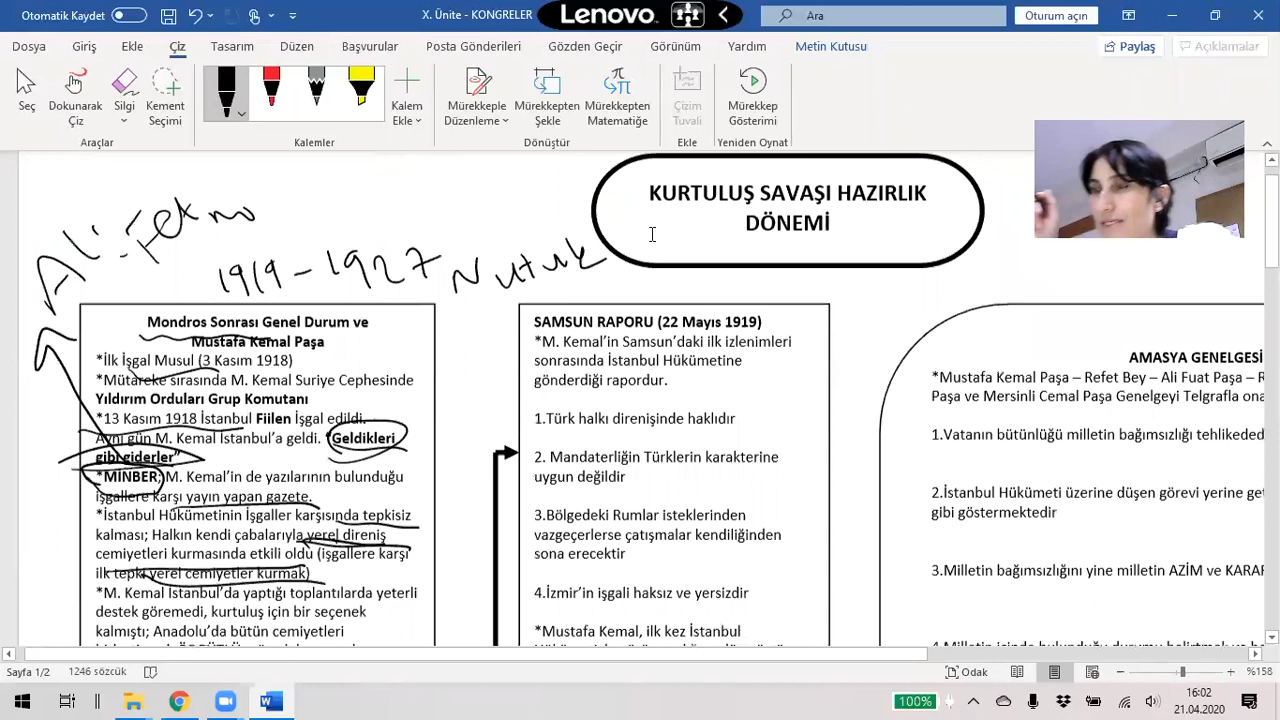 X. Ünite - KONGRELER
Lenovo
Ara
Oturum açın
Dosya Giriş Ekle Çiz Tasarım Düzen Başvurular Posta Gönderileri Gözden Geçir Görünüm Yardım Metin Kutusu
Paylaş Açıklamalar
Seç
Dokunarak Çiz
Silgi
Kement Seçimi
Kalem Ekle
Mürekkeple Düzenleme
Mürekkepten Şekle
Mürekkepten Matematiğe
Çizim Tuvali
Mürekkep Gösterimi
Araçlar Kalemler Dönüştür Ekle Yeniden Oynat
KURTULUŞ SAVAŞI HAZIRLIK
DÖNEMİ
Ali
1919 - 1927 Nutuk
Mondros Sonrası Genel Durum ve
Mustafa Kemal Paşa
*İlk İşgal Musul (3 Kasım 1918)
*Mütareke sırasında M. Kemal Suriye Cephesinde
Yıldırım Orduları Grup Komutanı
*13 Kasım 1918 İstanbul Fiilen İşgal edildi.
Aynı gün M. Kemal İstanbul'a geldi. "Geldikleri
gibi giderler"
*MİNBER; M. Kemal'in de yazılarının bulunduğu
işgallere karşı yayın yapan gazete.
*İstanbul Hükümetinin İşgaller karşısında tepkisiz
kalması; Halkın kendi çabalarıyla yerel direniş
cemiyetleri kurmasında etkili oldu (işgallere karşı
ilk tepki yerel cemiyetler kurmak)
*M. Kemal İstanbul'da yaptığı toplantılarda yeterli
destek göremedi, kurtuluş için bir seçenek
kalmıştı; Anadolu'da bütün cemiyetleri
SAMSUN RAPORU (22 Mayıs 1919)
*M. Kemal'in Samsun'daki ilk izlenimleri
sonrasında İstanbul Hükümetine
gönderdiği rapordur.
1.Türk halkı direnişinde haklıdır
2. Mandaterliğin Türklerin karakterine
uygun değildir
3.Bölgedeki Rumlar isteklerinden
vazgeçerlerse çatışmalar kendiliğinden
sona erecektir
4.İzmir'in işgali haksız ve yersizdir
*Mustafa Kemal, ilk kez İstanbul
AMASYA GENELGESİ
*Mustafa Kemal Paşa – Refet Bey – Ali Fuat Paşa – R
Paşa ve Mersinli Cemal Paşa Genelgeyi Telgrafla ona
1.Vatanın bütünlüğü milletin bağımsızlığı tehlikeded
2.İstanbul Hükümeti üzerine düşen görevi yerine get
gibi göstermektedir
3.Milletin bağımsızlığını yine milletin AZİM ve KARAR
Sayfa 1/2 1246 sözcük Odak %158
100% 16:02
21.04.2020